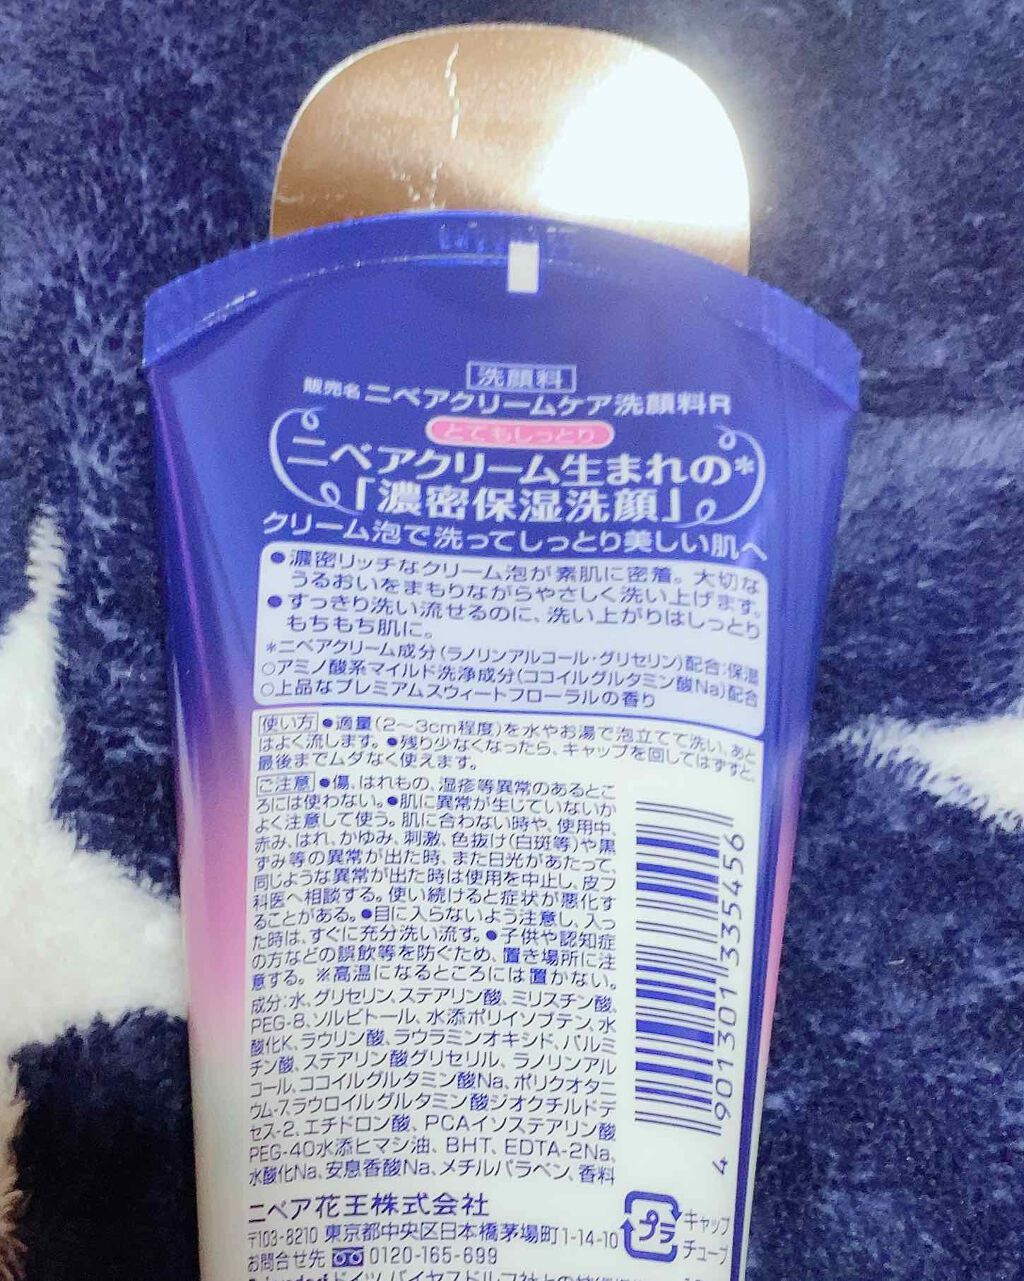 洗顔料
販売名 ニベアクリームケア洗顔料R
とてもしっとり
ニベアクリーム生まれの*
「濃密保湿洗顔」
クリーム泡で洗ってしっとり美しい肌へ
●濃密リッチなクリーム泡が素肌に密着。大切な
うるおいをまもりながらやさしく洗い上げます。
●すっきり洗い流せるのに、洗い上がりはしっとり
もちもち肌に。
*ニベアクリーム成分(ラノリンアルコール・グリセリン)配合:保湿
○アミノ酸系マイルド洗浄成分(ココイルグルタミン酸Na)配合
○上品なプレミアムスウィートフローラルの香り
使い方 ●適量(2〜3cm程度)を水やお湯で泡立てて洗い、あと
はよく流します。●残り少なくなったら、キャップを回してはずすと、
最後までムダなく使えます。
ご注意 ●傷、はれもの、湿疹等異常のあるとこ
ろには使わない。●肌に異常が生じていないか
よく注意して使う。肌に合わない時や、使用中、
赤み、はれ、かゆみ、刺激、色抜け(白斑等)や黒
ずみ等の異常が出た時、また日光があたって、
同じような異常が出た時は使用を中止し、皮フ
科医へ相談する。使い続けると症状が悪化す
ることがある。●目に入らないよう注意し、入っ
た時は、すぐに充分洗い流す。●子供や認知症
の方などの誤飲等を防ぐため、置き場所に注
意する。※高温になるところには置かない。
成分:水、グリセリン、ステアリン酸、ミリスチン酸、
PEG-8、ソルビトール、水添ポリイソブテン、水
酸化K、ラウリン酸、ラウラミンオキシド、パルミ
チン酸、ステアリン酸グリセリル、ラノリンアル
コール、ココイルグルタミン酸Na、ポリクオタニ
ウム-7、ラウロイルグルタミン酸ジオクチルドデ
セス-2、エチドロン酸、PCAイソステアリン酸
PEG-40水添ヒマシ油、BHT、EDTA-2Na、
水酸化Na、安息香酸Na、メチルパラベン、香料
4 901301 335456
ニベア花王株式会社
〒103-8210 東京都中央区日本橋茅場町1-14-10
お問合せ先 0120-165-699
プラ
キャップ
チューブ